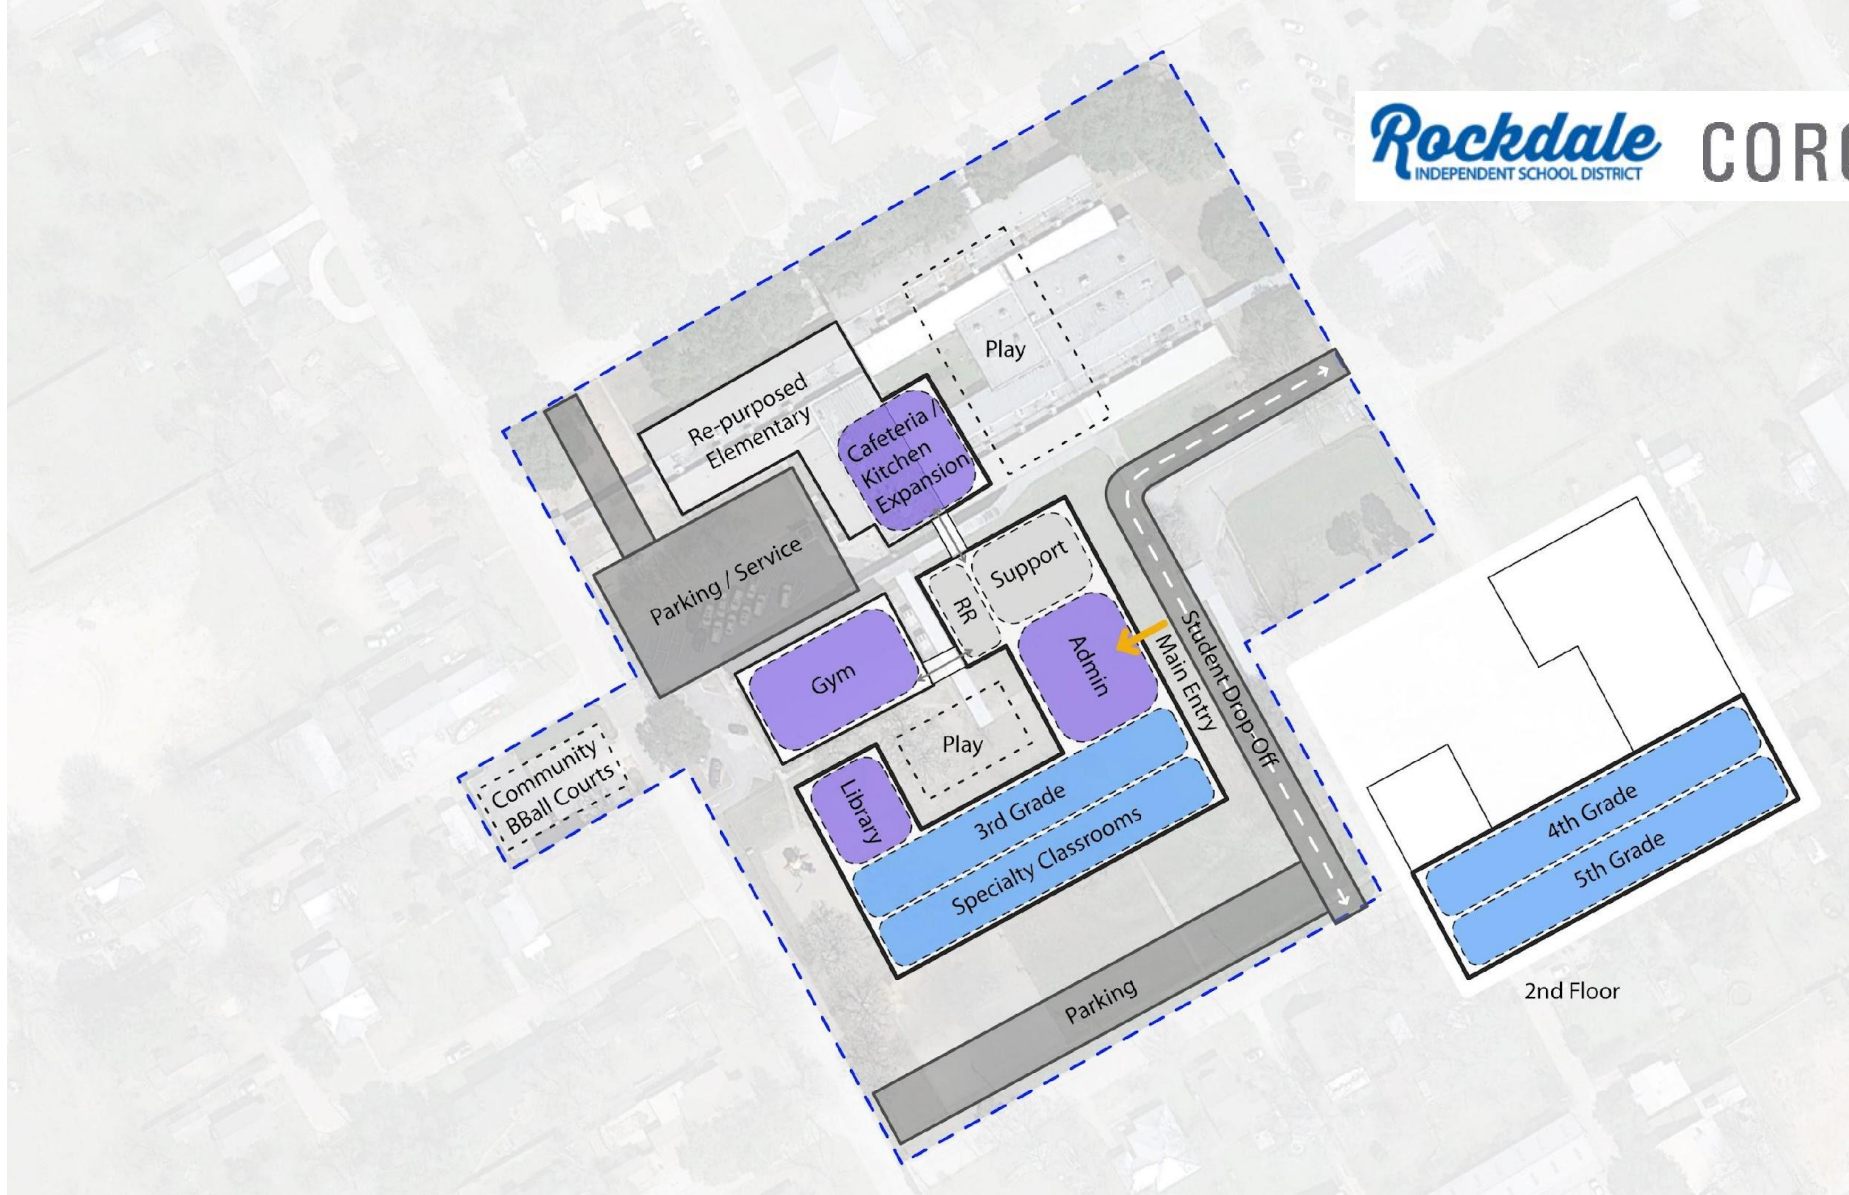 Rockdale
INDEPENDENT SCHOOL DISTRICT
Play
Re-purposed
Elementary
Cafeteria /
Kitchen
Expansion
Parking / Service
Support
RR
Gym
Admin
Main Entry
Student Drop-Off
Community
BBall Courts
Play
Library
3rd Grade
Specialty Classrooms
Parking
4th Grade
5th Grade
2nd Floor